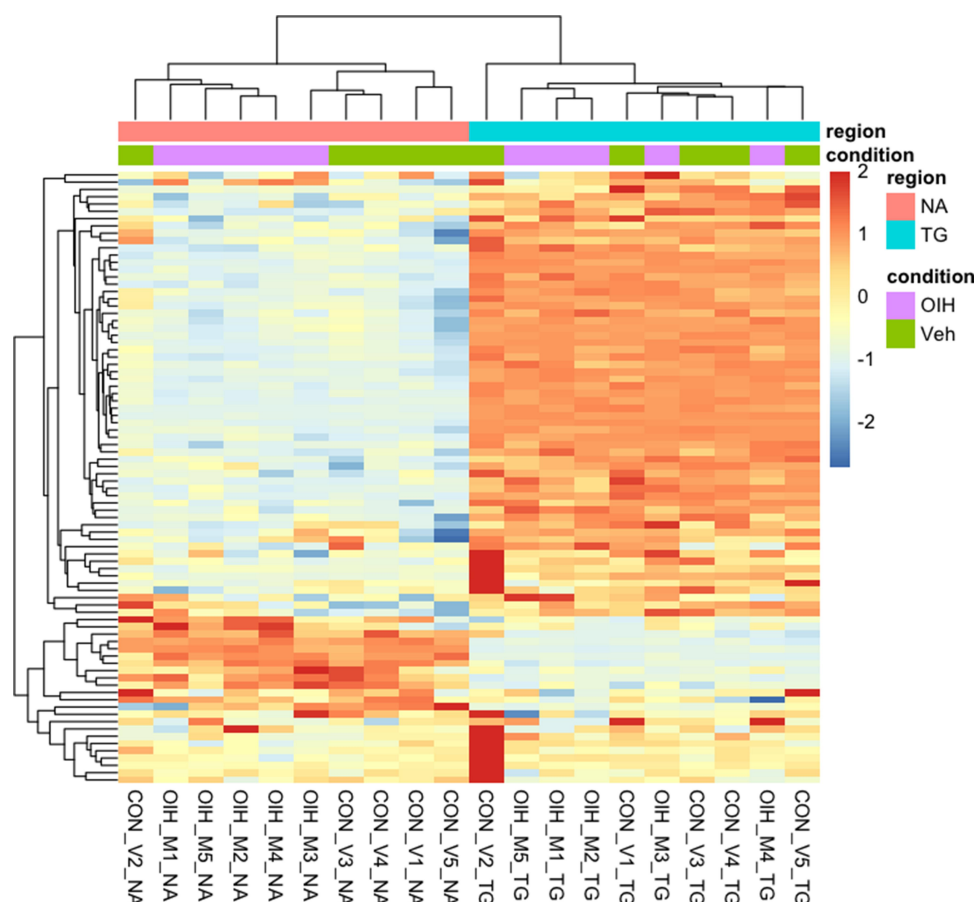 region
condition
region
NA
TG
condition
OIH
Veh
2
1
0
-1
-2
CON_V2_NA
OIH_M1_NA
OIH_M5_NA
OIH_M2_NA
OIH_M4_NA
OIH_M3_NA
CON_V3_NA
CON_V4_NA
CON_V1_NA
CON_V5_NA
CON_V2_TG
OIH_M5_TG
OIH_M1_TG
OIH_M2_TG
CON_V1_TG
OIH_M3_TG
CON_V3_TG
CON_V4_TG
OIH_M4_TG
CON_V5_TG